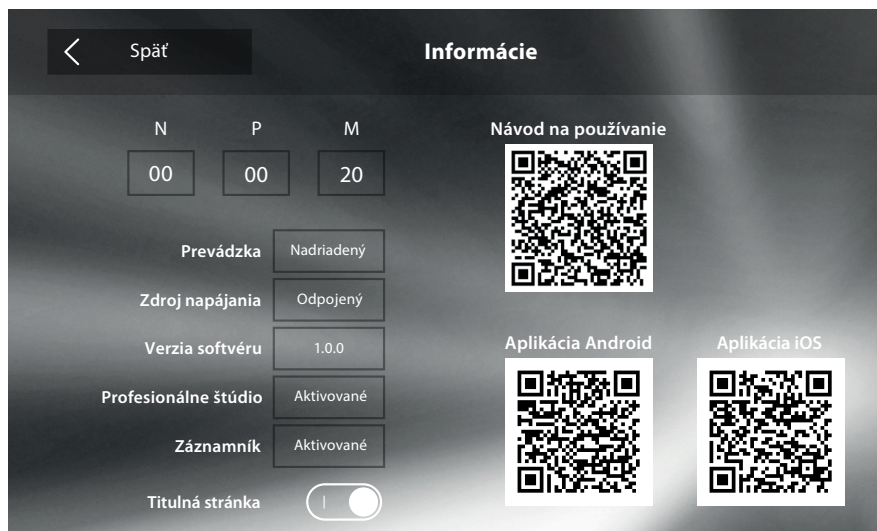 Späť
Informácie
N P M
00 00 20
Prevádzka Nadriadený
Zdroj napájania Odpojený
Verzia softvéru 1.0.0
Profesionálne štúdio Aktivované
Záznamník Aktivované
Titulná stránka
Návod na používanie
Aplikácia Android
Aplikácia iOS